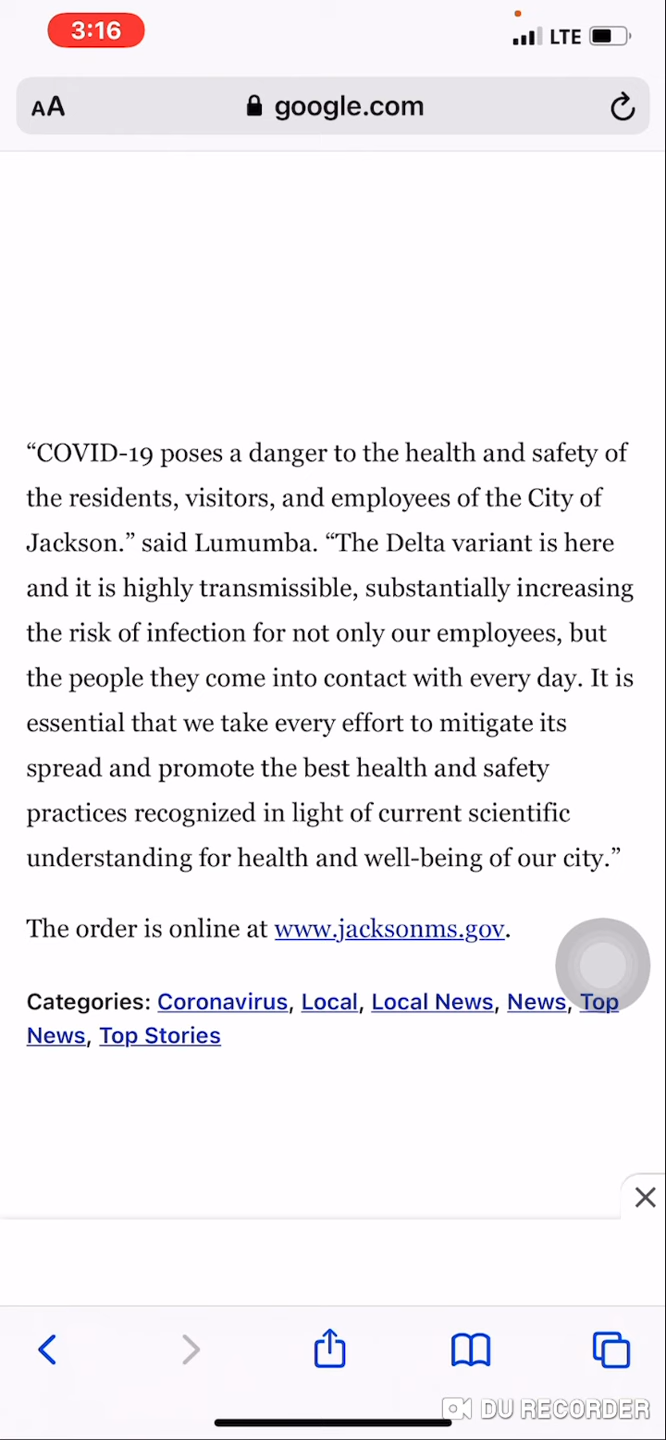 3:16
LTE
AA
google.com
“COVID-19 poses a danger to the health and safety of
the residents, visitors, and employees of the City of
Jackson.” said Lumumba. “The Delta variant is here
and it is highly transmissible, substantially increasing
the risk of infection for not only our employees, but
the people they come into contact with every day. It is
essential that we take every effort to mitigate its
spread and promote the best health and safety
practices recognized in light of current scientific
understanding for health and well-being of our city.”
The order is online at www.jacksonms.gov.
Categories: Coronavirus, Local, Local News, News, Top
News, Top Stories
DU RECORDER